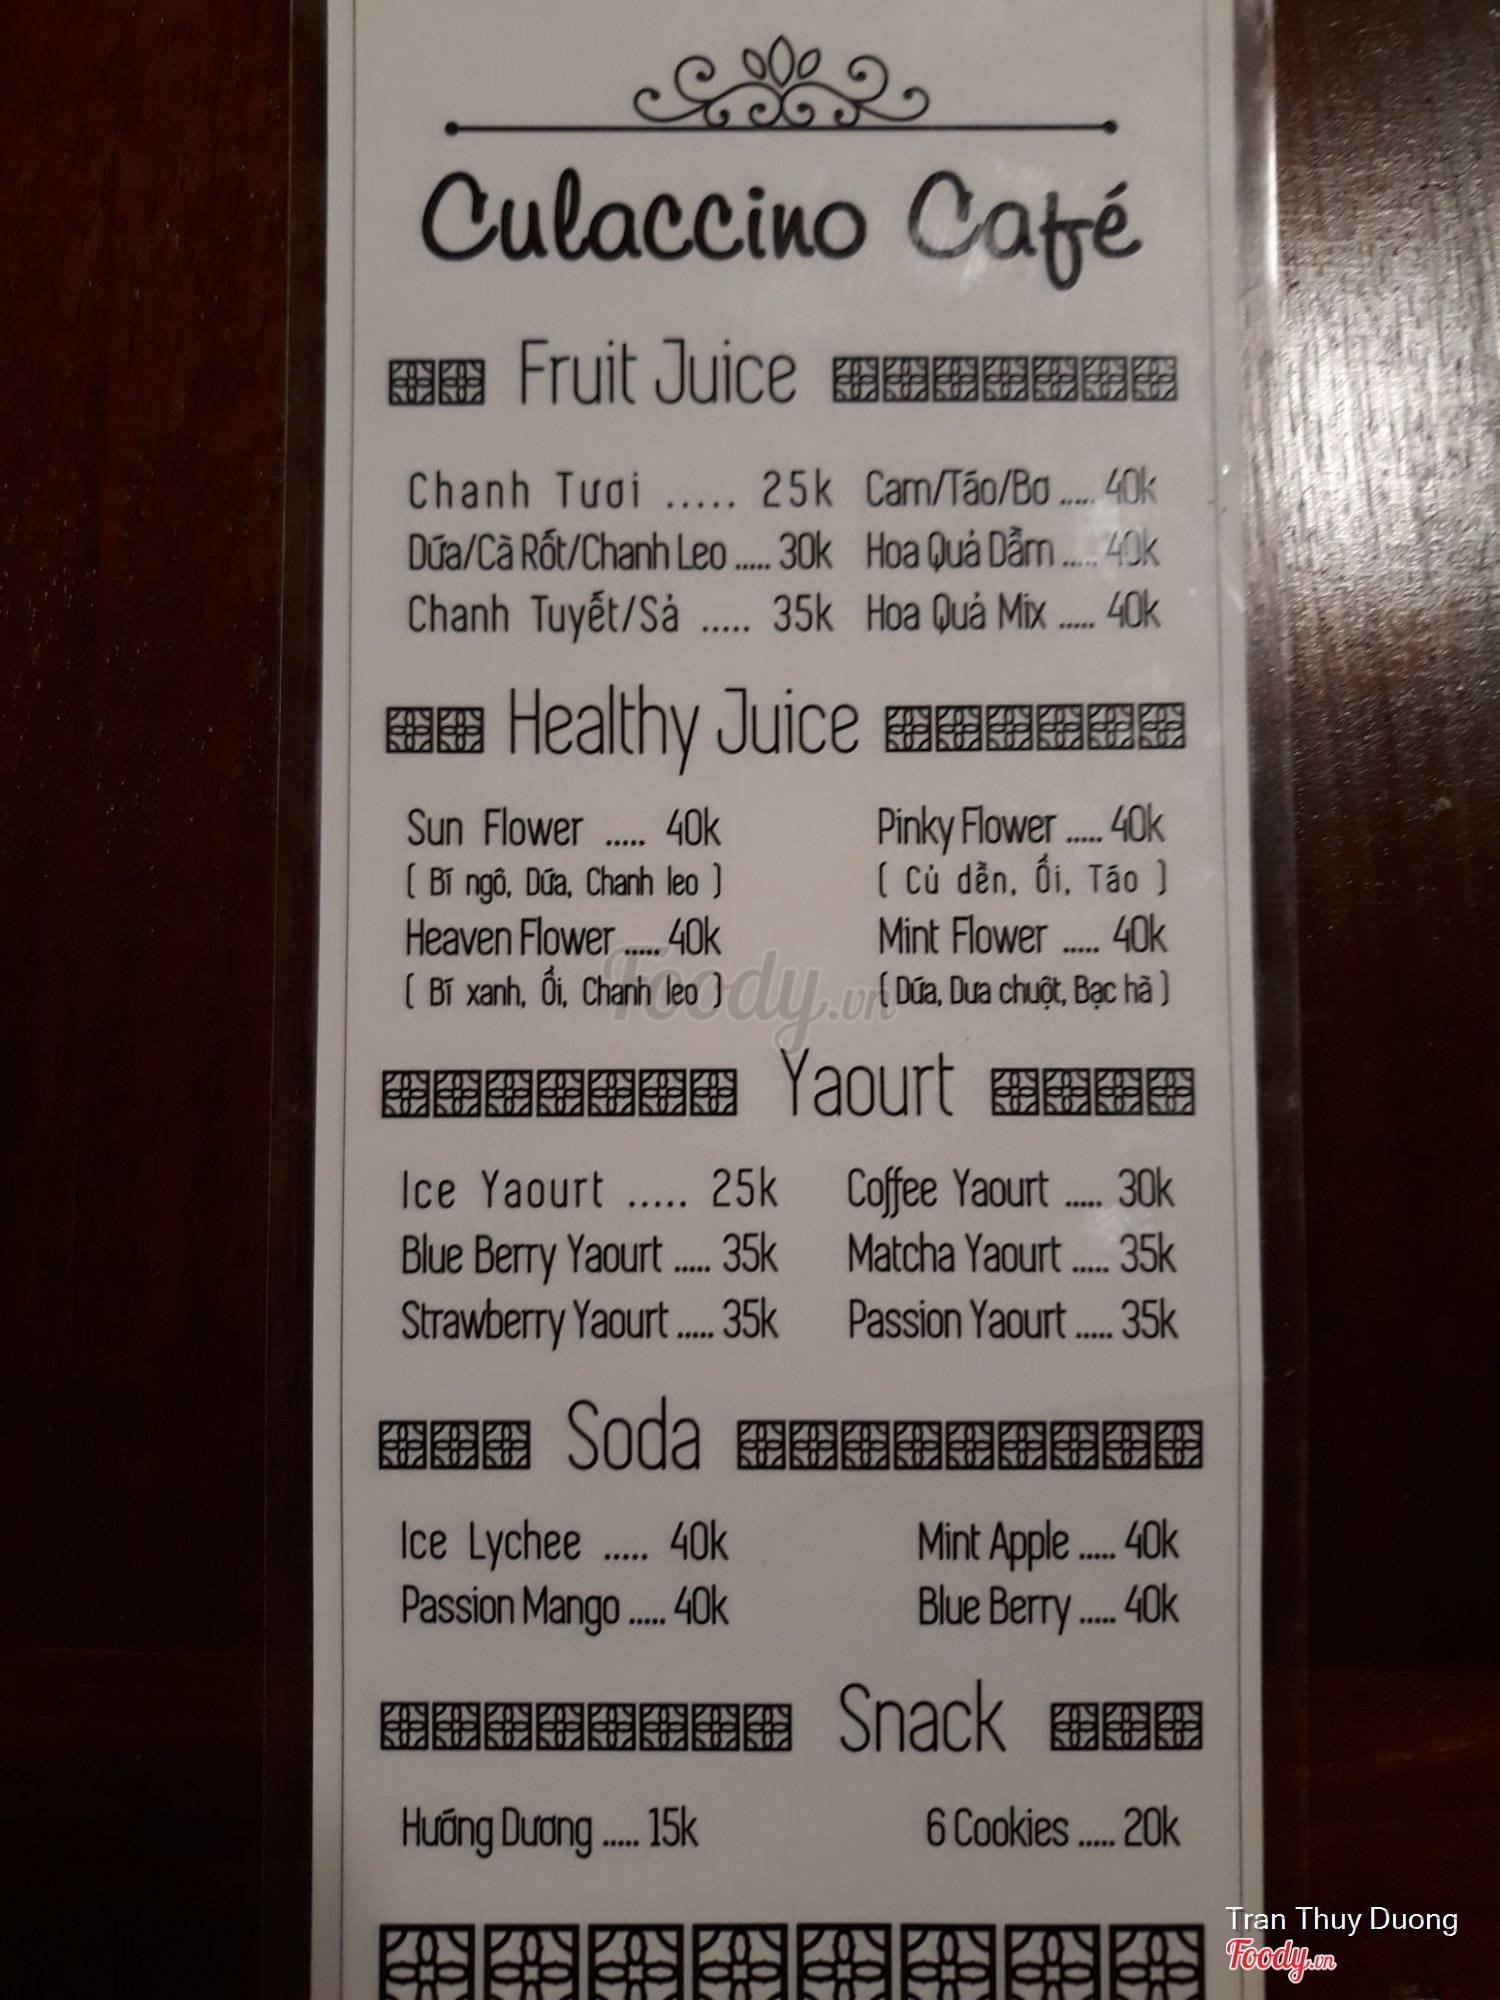 Culaccino Café
Fruit Juice
Chanh Tươi ..... 25k Cam/Táo/Bơ ..... 40k
Dứa/Cà Rốt/Chanh Leo ..... 30k Hoa Quả Dầm ..... 40k
Chanh Tuyết/Sả ..... 35k Hoa Quả Mix ..... 40k
Healthy Juice
Sun Flower ..... 40k Pinky Flower ..... 40k
( Bí ngô, Dứa, Chanh leo ) ( Củ dền, Ổi, Táo )
Heaven Flower ..... 40k Mint Flower ..... 40k
( Bí xanh, Ổi, Chanh leo ) ( Dứa, Dưa chuột, Bạc hà )
Foody.vn
Yaourt
Ice Yaourt ..... 25k Coffee Yaourt ..... 30k
Blue Berry Yaourt ..... 35k Matcha Yaourt ..... 35k
Strawberry Yaourt ..... 35k Passion Yaourt ..... 35k
Soda
Ice Lychee ..... 40k Mint Apple ..... 40k
Passion Mango ..... 40k Blue Berry ..... 40k
Snack
Hướng Dương ..... 15k 6 Cookies ..... 20k
Tran Thuy Duong
Foody.vn